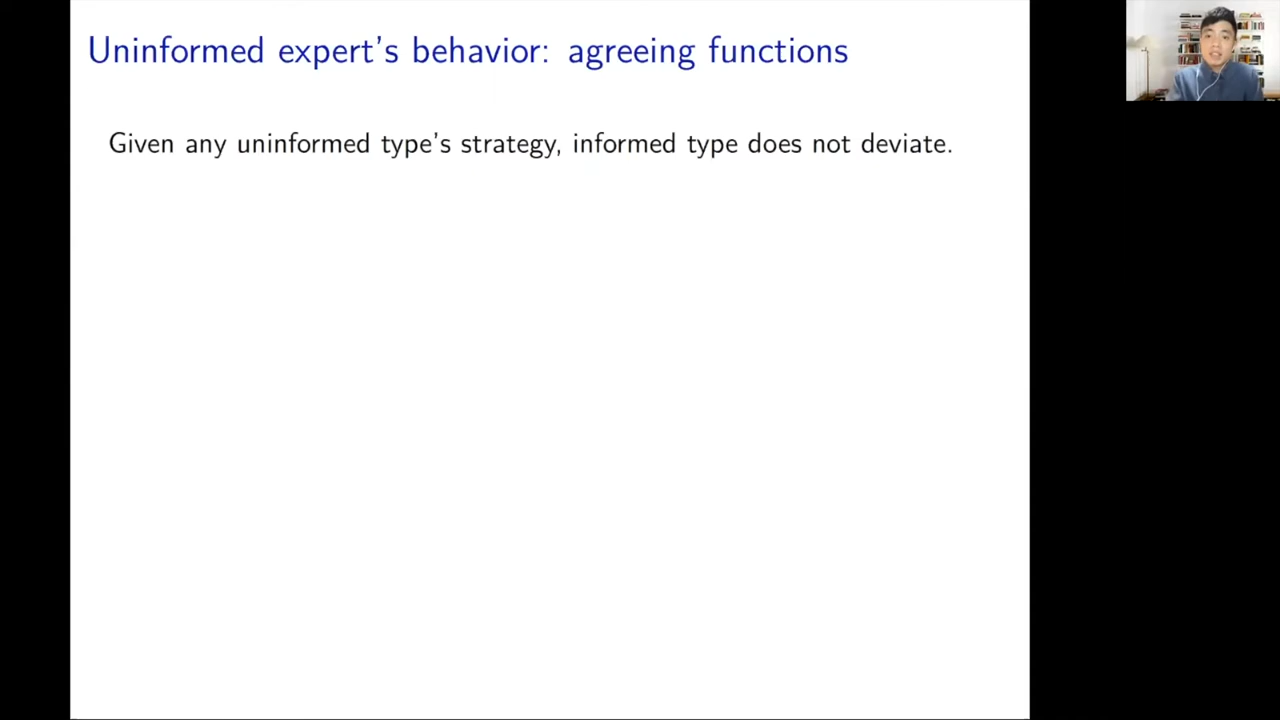 Uninformed expert's behavior: agreeing functions
Given any uninformed type's strategy, informed type does not deviate.